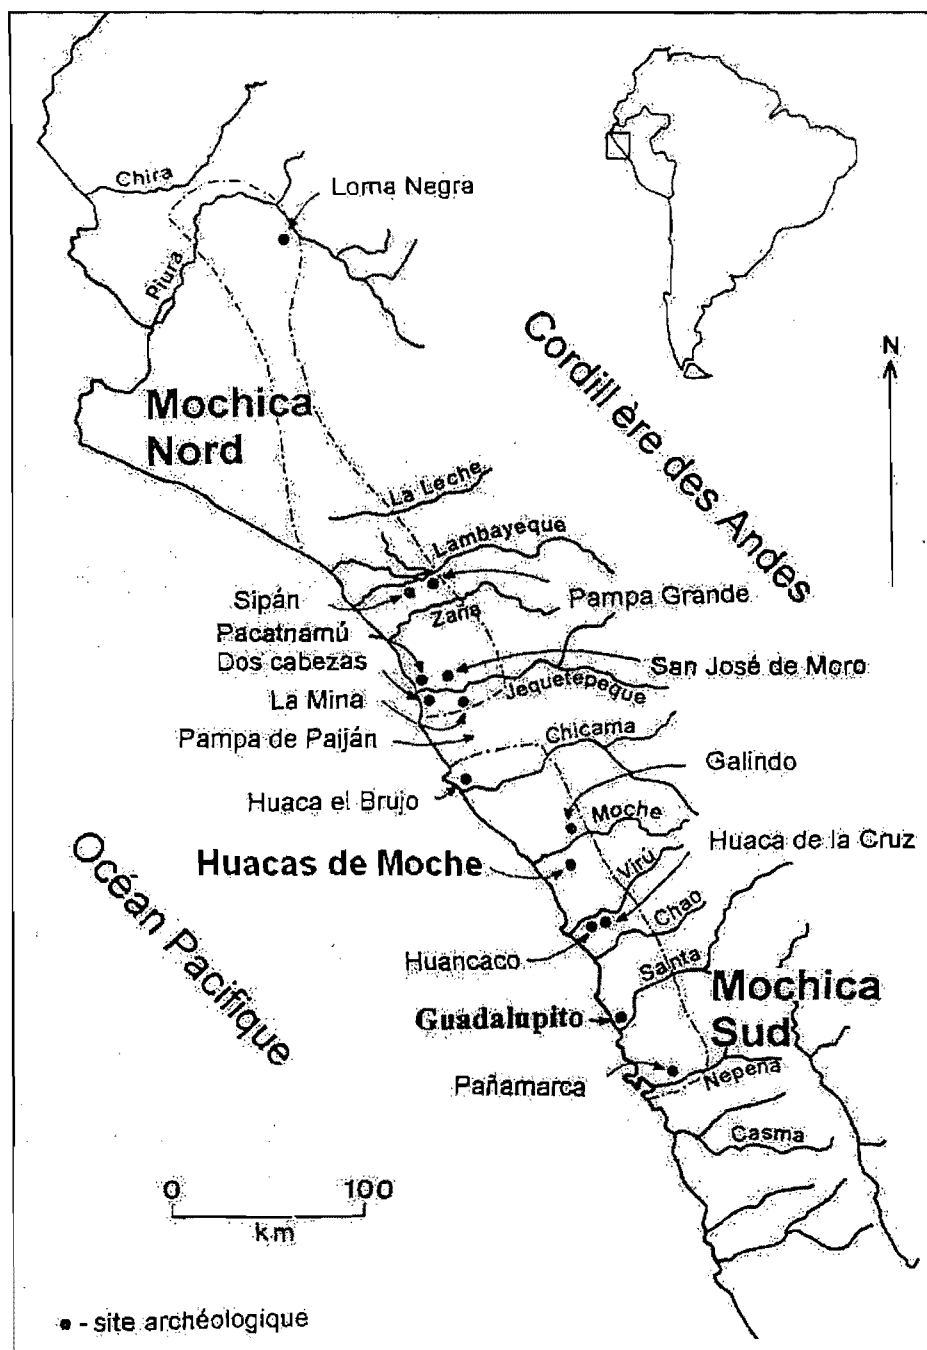 Chira
Loma Negra
Piura
N
Cordill ère des Andes
Mochica
Nord
La Leche
Lambayeque
Sipán
Pampa Grande
Zaña
Pacatnamú
Dos cabezas
San José de Moro
La Mina
Jequetepeque
Pampa de Paiján
Chicama
Galindo
Huaca el Brujo
Moche
Huaca de la Cruz
Huacas de Moche
Virú
Océan Pacifique
Chao
Huancaco
Sainta
Mochica
Sud
Guadalupito
Pañamarca
Nepeña
Casma
0 100
km
- site archéologique